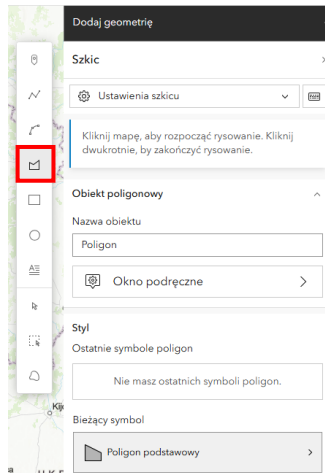 Dodaj geometrię
Szkic
Ustawienia szkicu
Kliknij mapę, aby rozpocząć rysowanie. Kliknij
dwukrotnie, by zakończyć rysowanie.
Obiekt poligonowy
Nazwa obiektu
Poligon
Okno podręczne
Styl
Ostatnie symbole poligon
Nie masz ostatnich symboli poligon.
Kij
Bieżący symbol
Poligon podstawowy